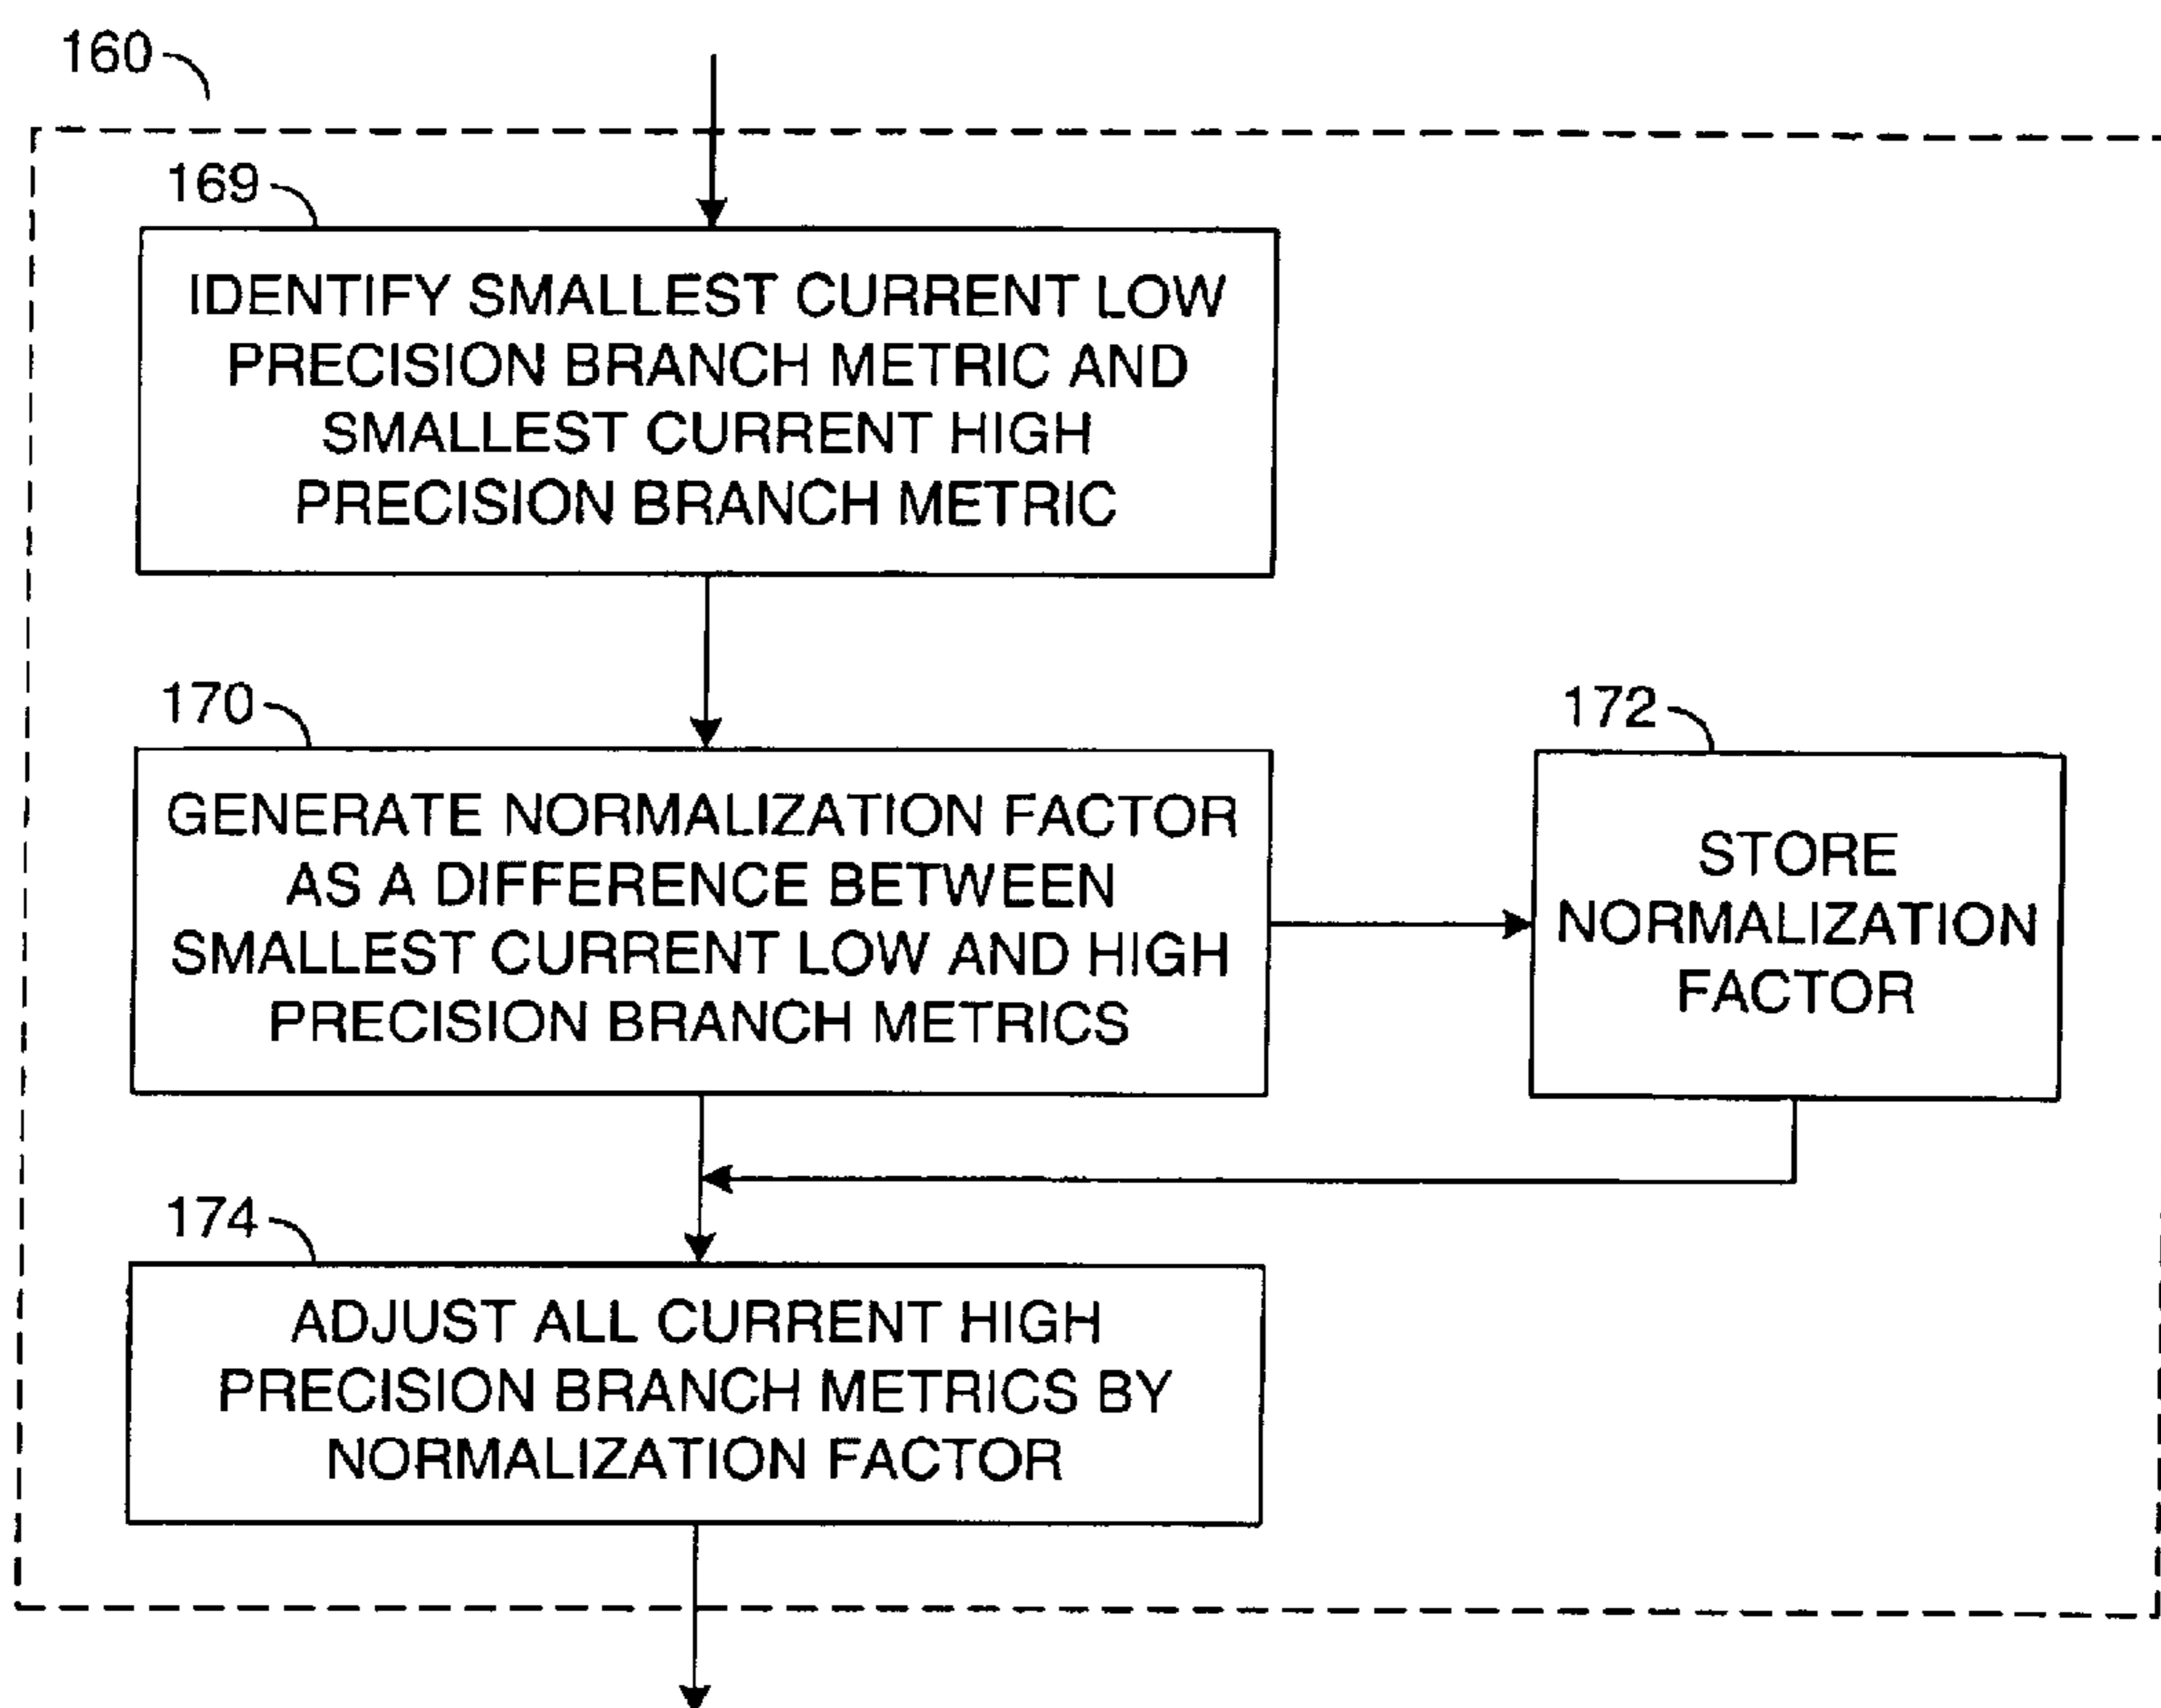 160
169
IDENTIFY SMALLEST CURRENT LOW
PRECISION BRANCH METRIC AND
SMALLEST CURRENT HIGH
PRECISION BRANCH METRIC
170
GENERATE NORMALIZATION FACTOR
AS A DIFFERENCE BETWEEN
SMALLEST CURRENT LOW AND HIGH
PRECISION BRANCH METRICS
172
STORE
NORMALIZATION
FACTOR
174
ADJUST ALL CURRENT HIGH
PRECISION BRANCH METRICS BY
NORMALIZATION FACTOR